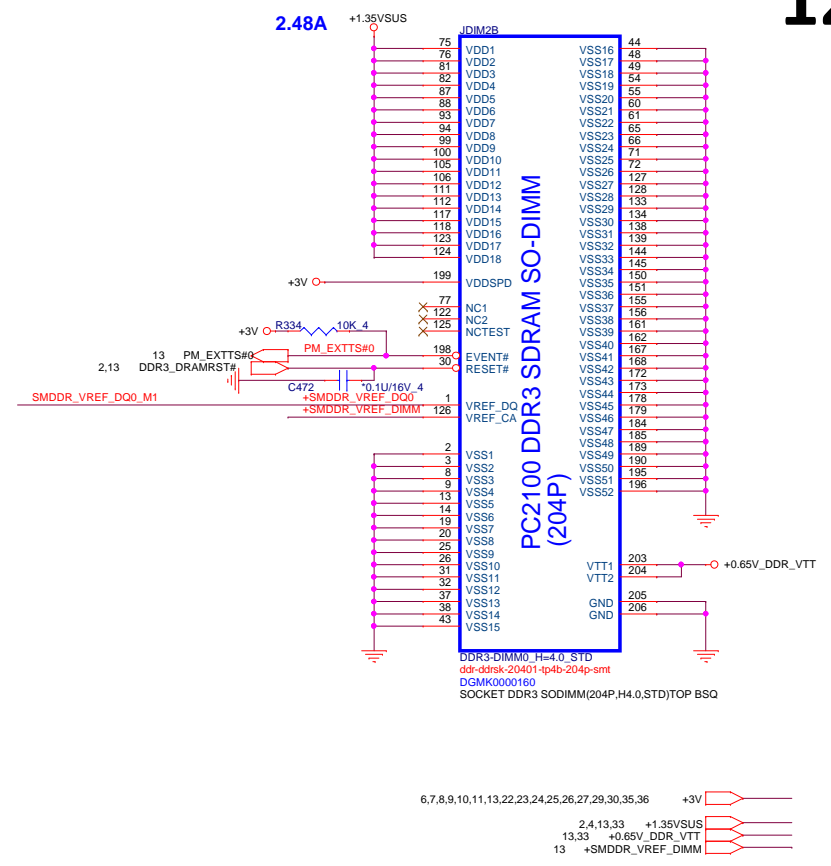 12
2.48A
+1.35VSUS
JDIM2B
75 VDD1 VSS16 44
76 VDD2 VSS17 48
81 VDD3 VSS18 49
82 VDD4 VSS19 54
87 VDD5 VSS20 55
88 VDD6 VSS21 60
93 VDD7 VSS22 61
94 VDD8 VSS23 65
99 VDD9 VSS24 66
100 VDD10 VSS25 71
105 VDD11 VSS26 72
106 VDD12 VSS27 127
111 VDD13 VSS28 128
112 VDD14 VSS29 133
117 VDD15 VSS30 134
118 VDD16 VSS31 138
123 VDD17 VSS32 139
124 VDD18 VSS33 144
VSS34 145
+3V 199 VDDSPD VSS35 150
VSS36 151
77 NC1 VSS37 155
122 NC2 VSS38 156
125 NCTEST VSS39 161
+3V R334 10K_4 VSS40 162
13 PM_EXTTS#0 PM_EXTTS#0 198 EVENT# VSS41 167
2,13 DDR3_DRAMRST# 30 RESET# VSS42 168
VSS43 172
C472 *0.1U/16V_4 VSS44 173
SMDDR_VREF_DQ0_M1 +SMDDR_VREF_DQ0 1 VREF_DQ VSS45 178
+SMDDR_VREF_DIMM 126 VREF_CA VSS46 179
VSS47 184
VSS48 185
2 VSS1 VSS49 189
3 VSS2 VSS50 190
8 VSS3 VSS51 195
9 VSS4 VSS52 196
13 VSS5
14 VSS6
19 VSS7
20 VSS8
25 VSS9
26 VSS10 VTT1 203 +0.65V_DDR_VTT
31 VSS11 VTT2 204
32 VSS12
37 VSS13 GND 205
38 VSS14 GND 206
43 VSS15
PC2100 DDR3 SDRAM SO-DIMM
(204P)
DDR3-DIMM0_H=4.0_STD
ddr-ddrsk-20401-tp4b-204p-smt
DGMK0000160
SOCKET DDR3 SODIMM(204P,H4.0,STD)TOP BSQ
6,7,8,9,10,11,13,22,23,24,25,26,27,29,30,35,36 +3V
2,4,13,33 +1.35VSUS
13,33 +0.65V_DDR_VTT
13 +SMDDR_VREF_DIMM